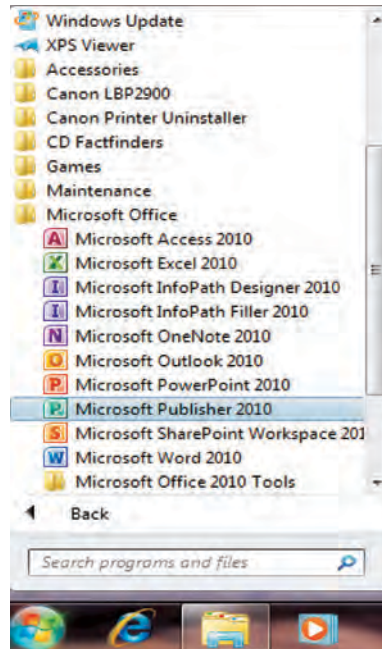 Windows Update
XPS Viewer
Accessories
Canon LBP2900
Canon Printer Uninstaller
CD Factfinders
Games
Maintenance
Microsoft Office
A Microsoft Access 2010
X Microsoft Excel 2010
I Microsoft InfoPath Designer 2010
I Microsoft InfoPath Filler 2010
N Microsoft OneNote 2010
O Microsoft Outlook 2010
P Microsoft PowerPoint 2010
P Microsoft Publisher 2010
S Microsoft SharePoint Workspace 201
W Microsoft Word 2010
Microsoft Office 2010 Tools
Back
Search programs and files